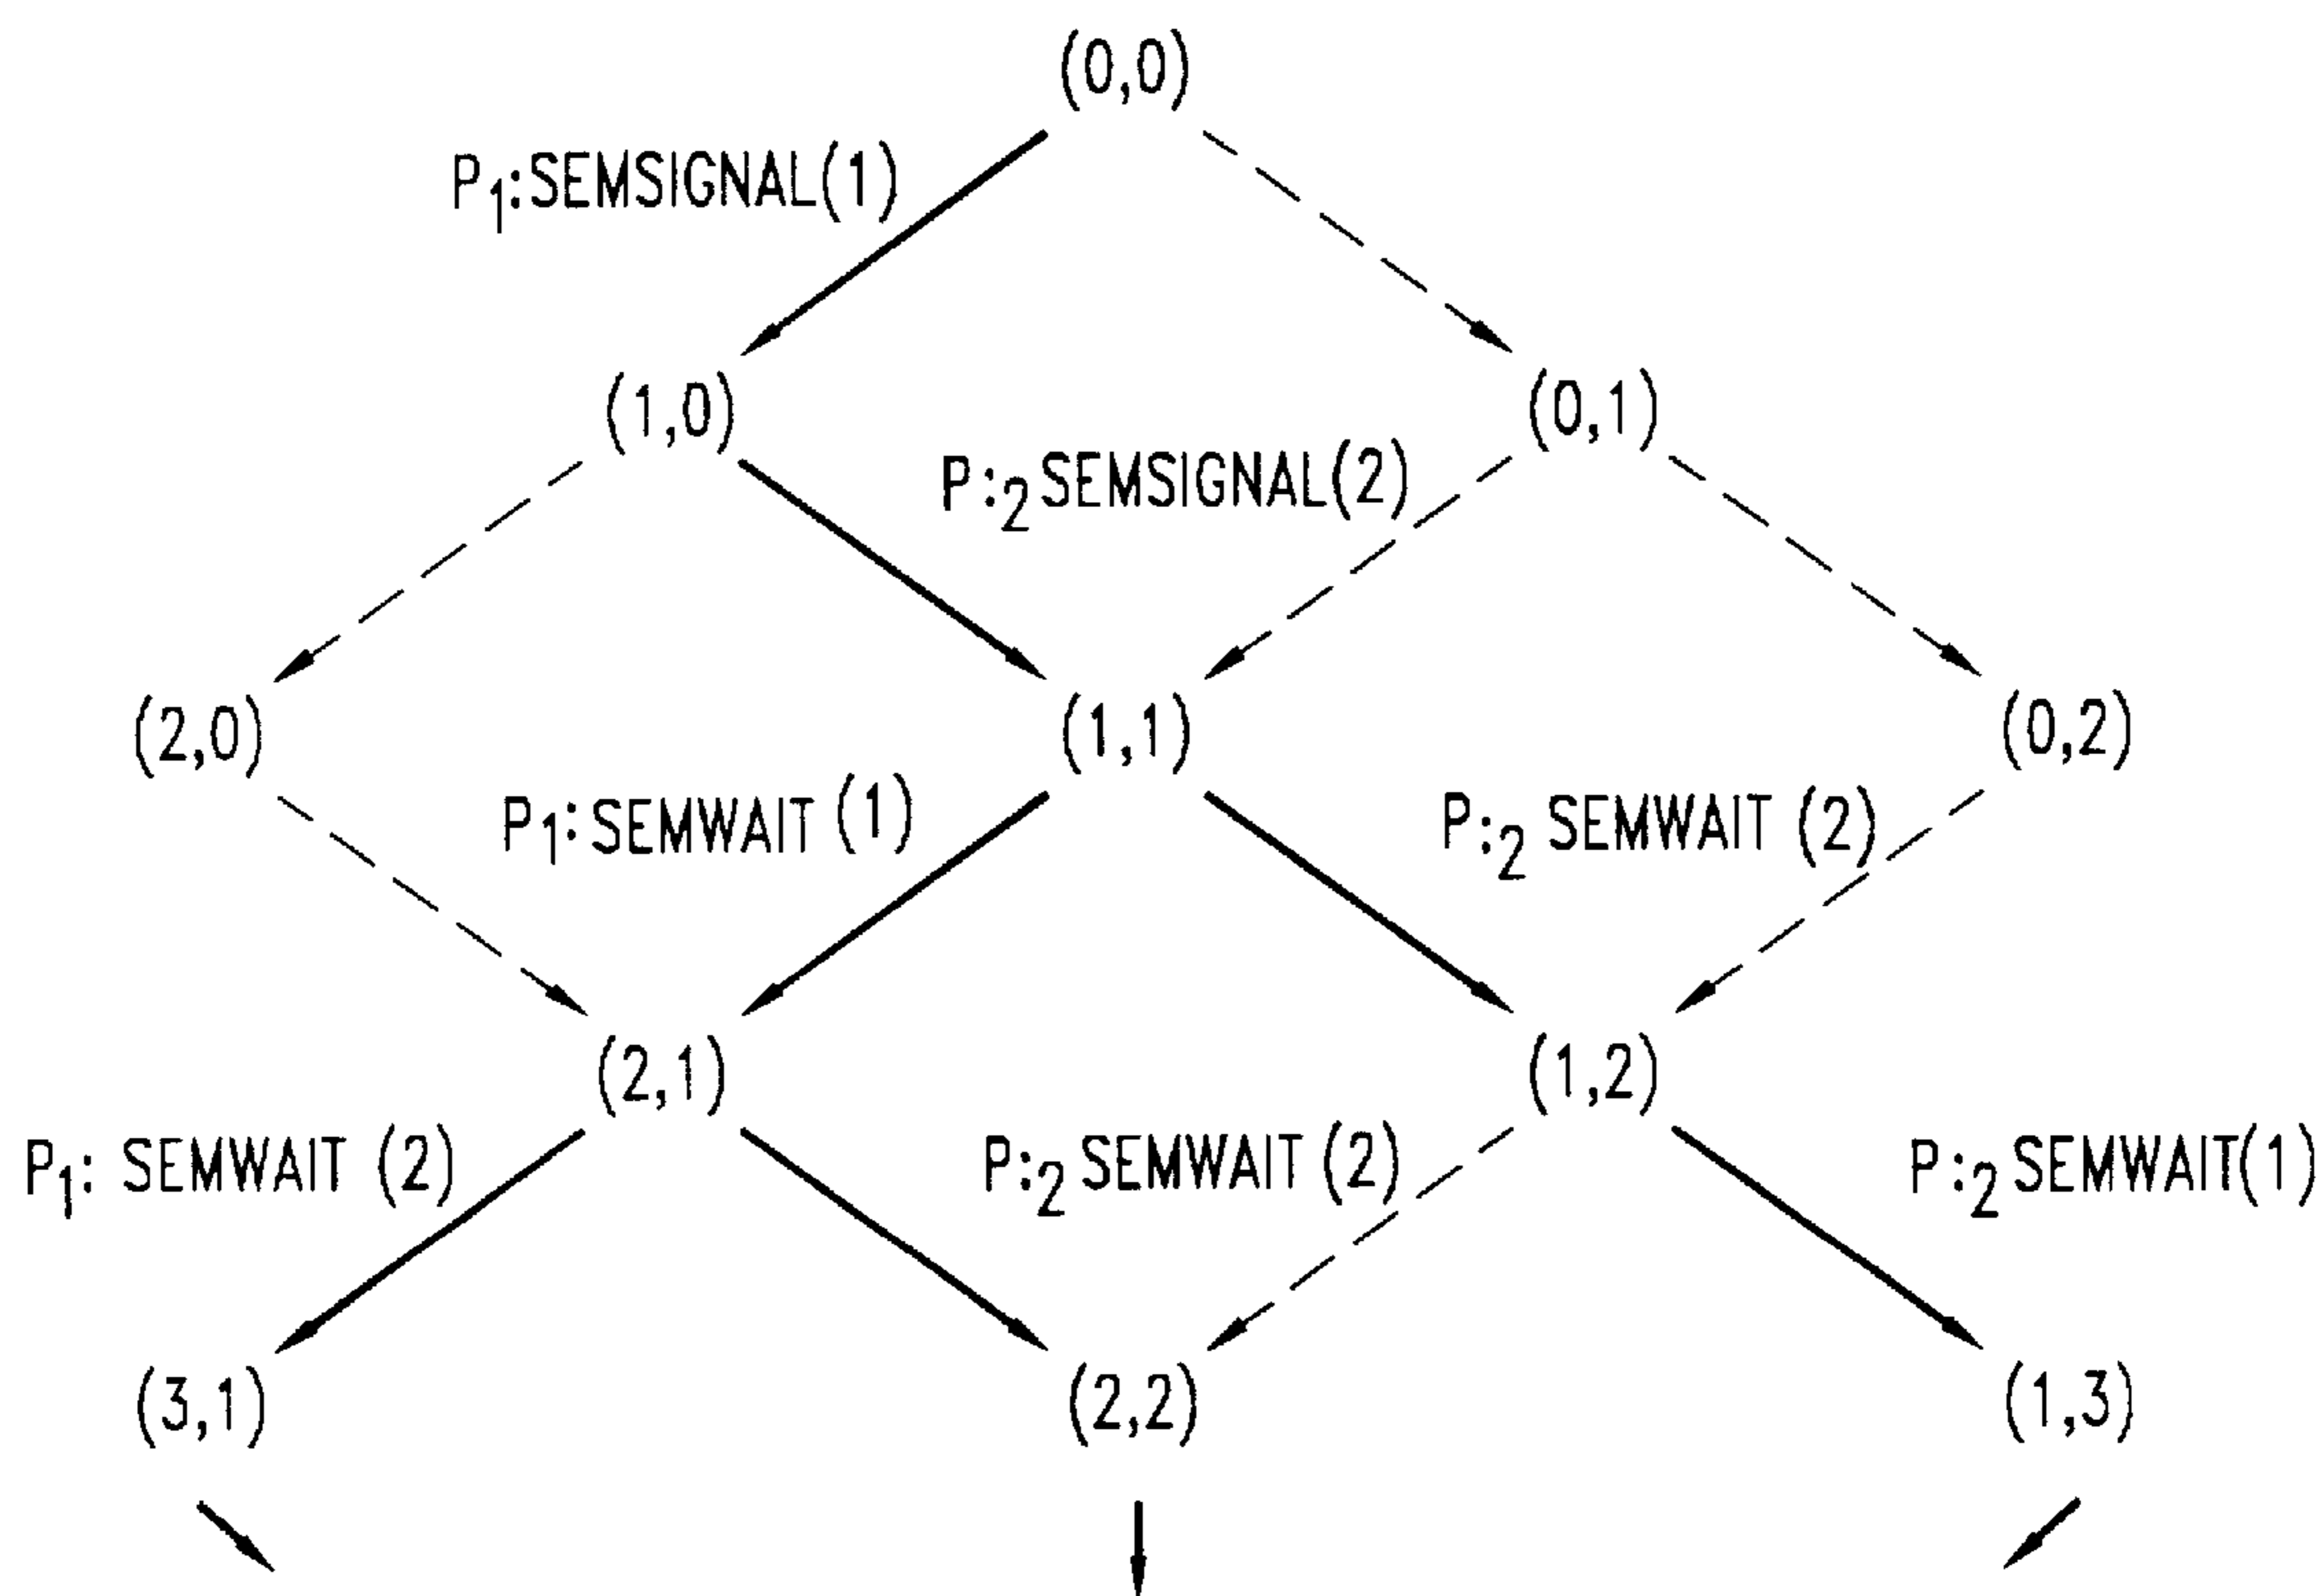 (0,0)
P1:SEMSIGNAL(1)
(1,0)
(0,1)
P:2 SEMSIGNAL(2)
(2,0)
(1,1)
(0,2)
P1:SEMWAIT (1)
P:2 SEMWAIT (2)
(2,1)
(1,2)
P1: SEMWAIT (2)
P:2 SEMWAIT (2)
P:2 SEMWAIT(1)
(3,1)
(2,2)
(1,3)